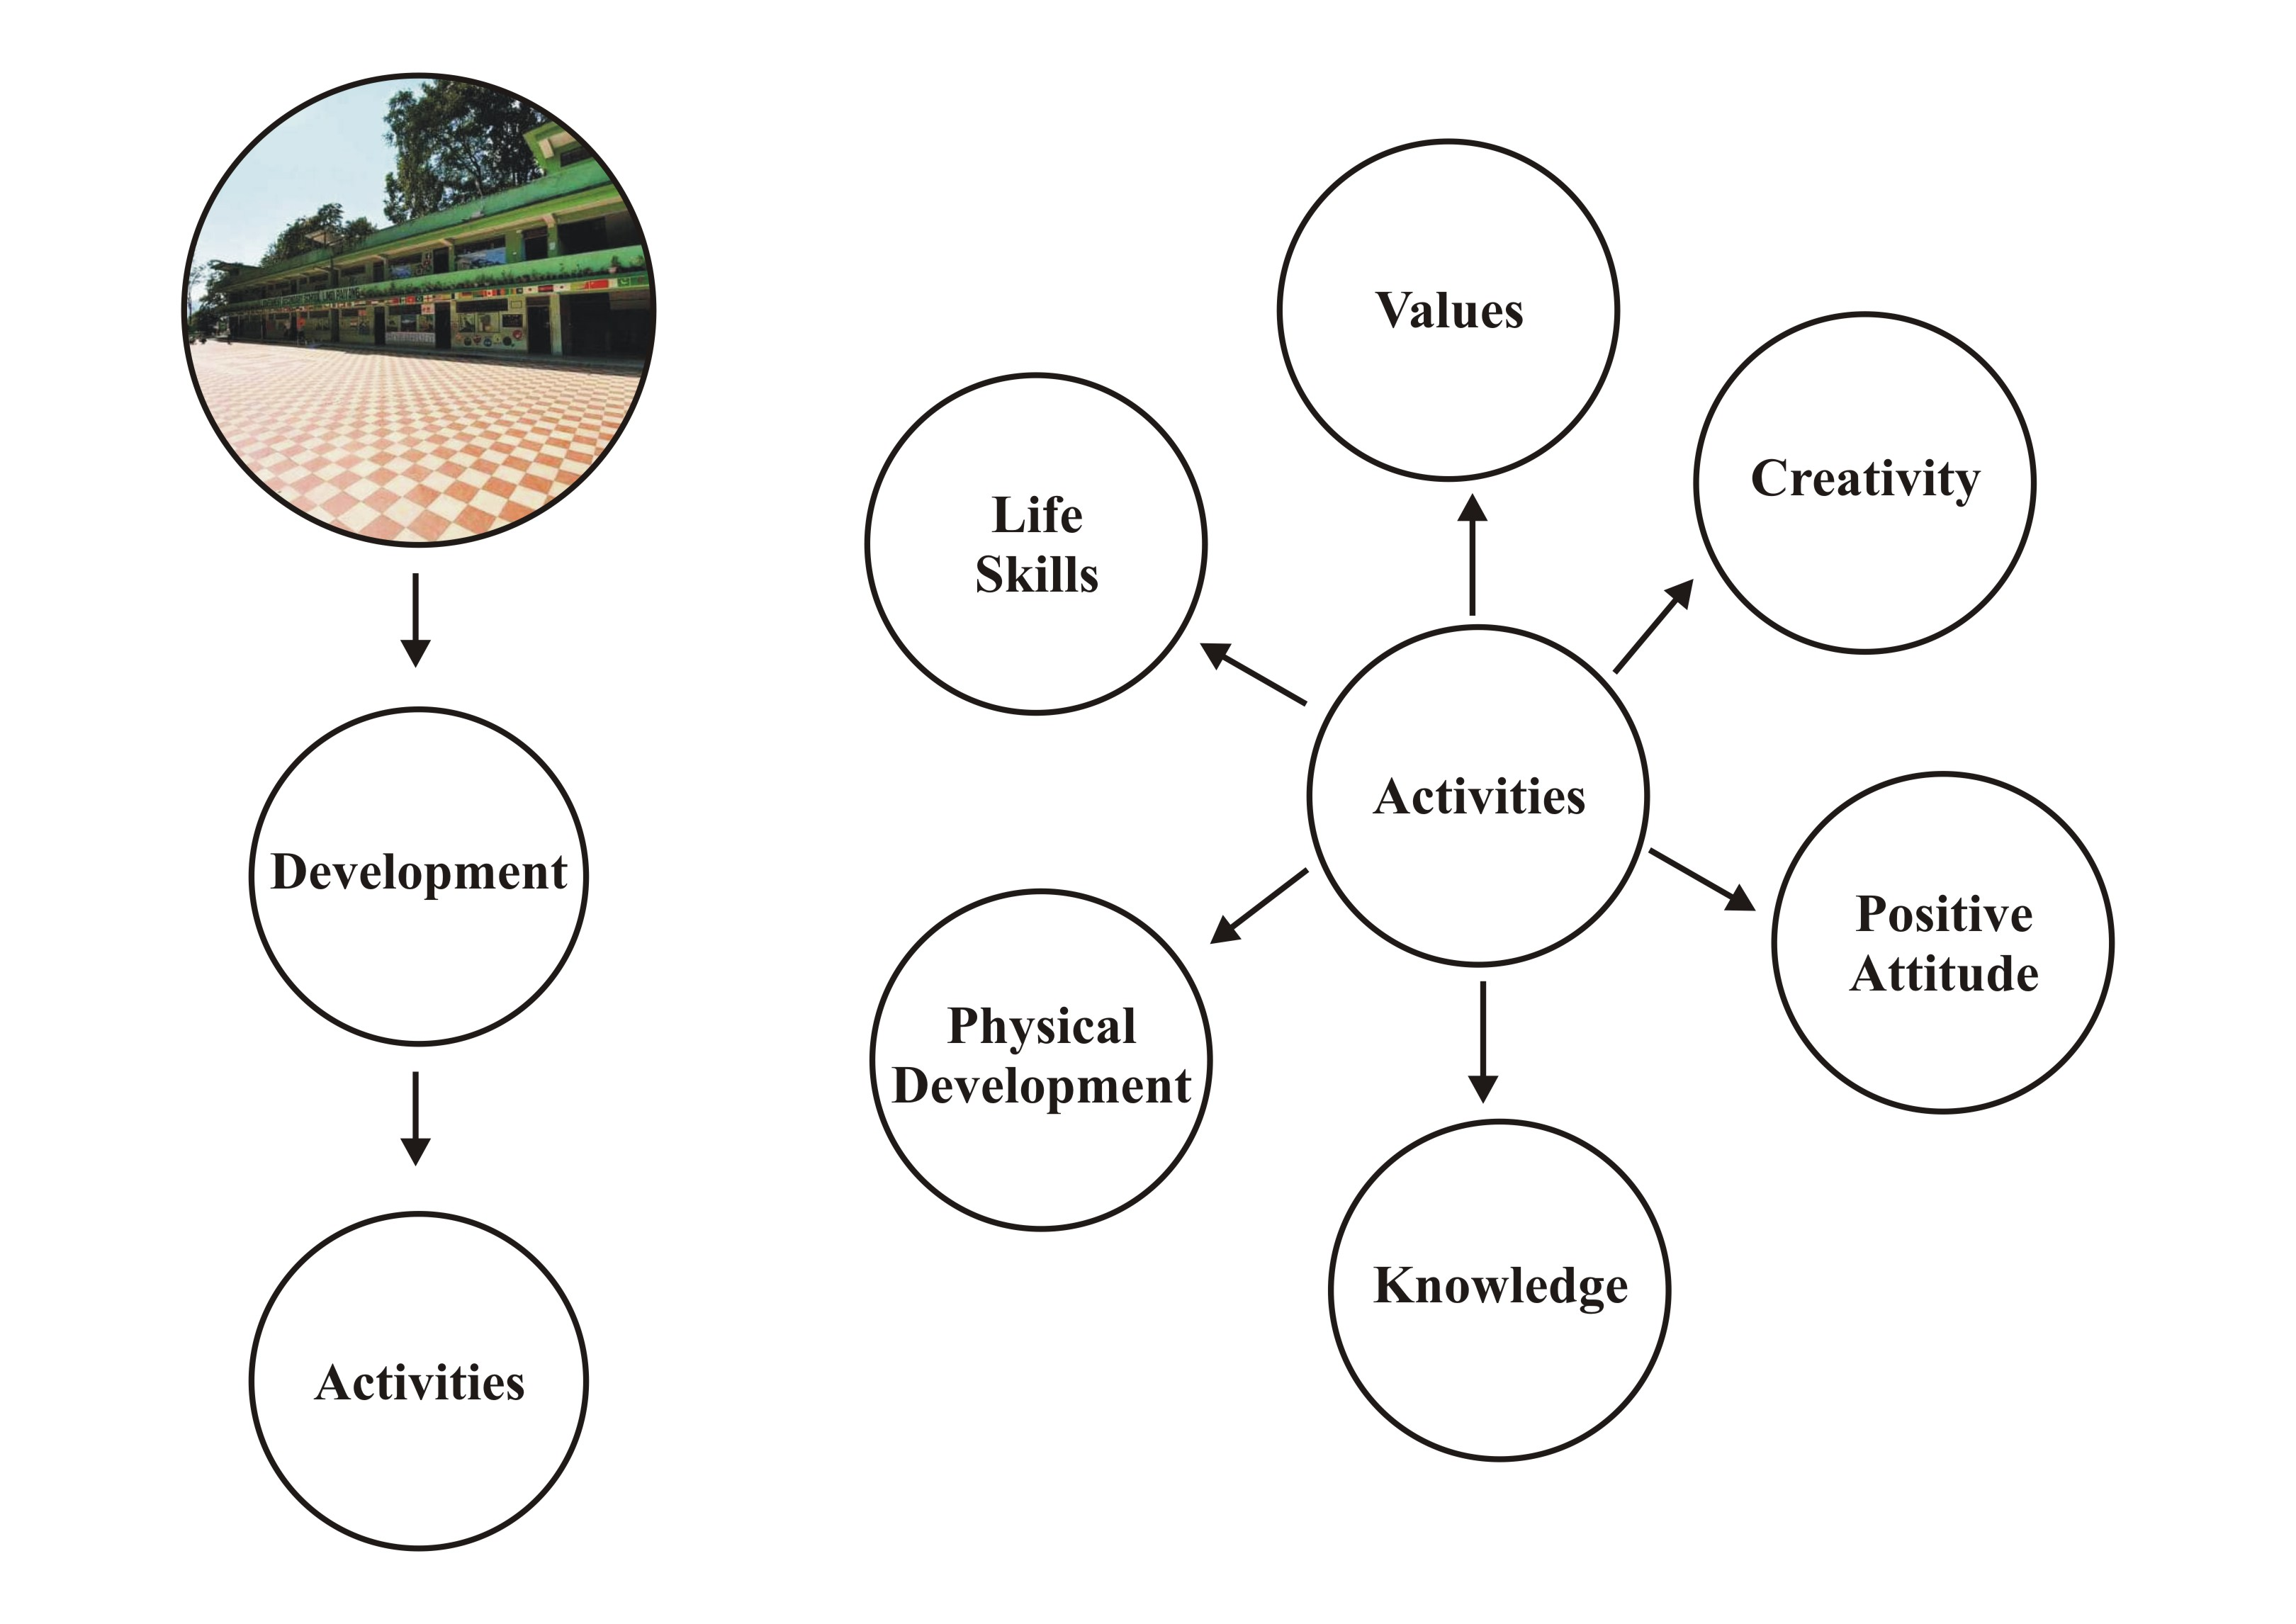 Values
Creativity
Life
Skills
Activities
Development
Positive
Attitude
Physical
Development
Knowledge
Activities